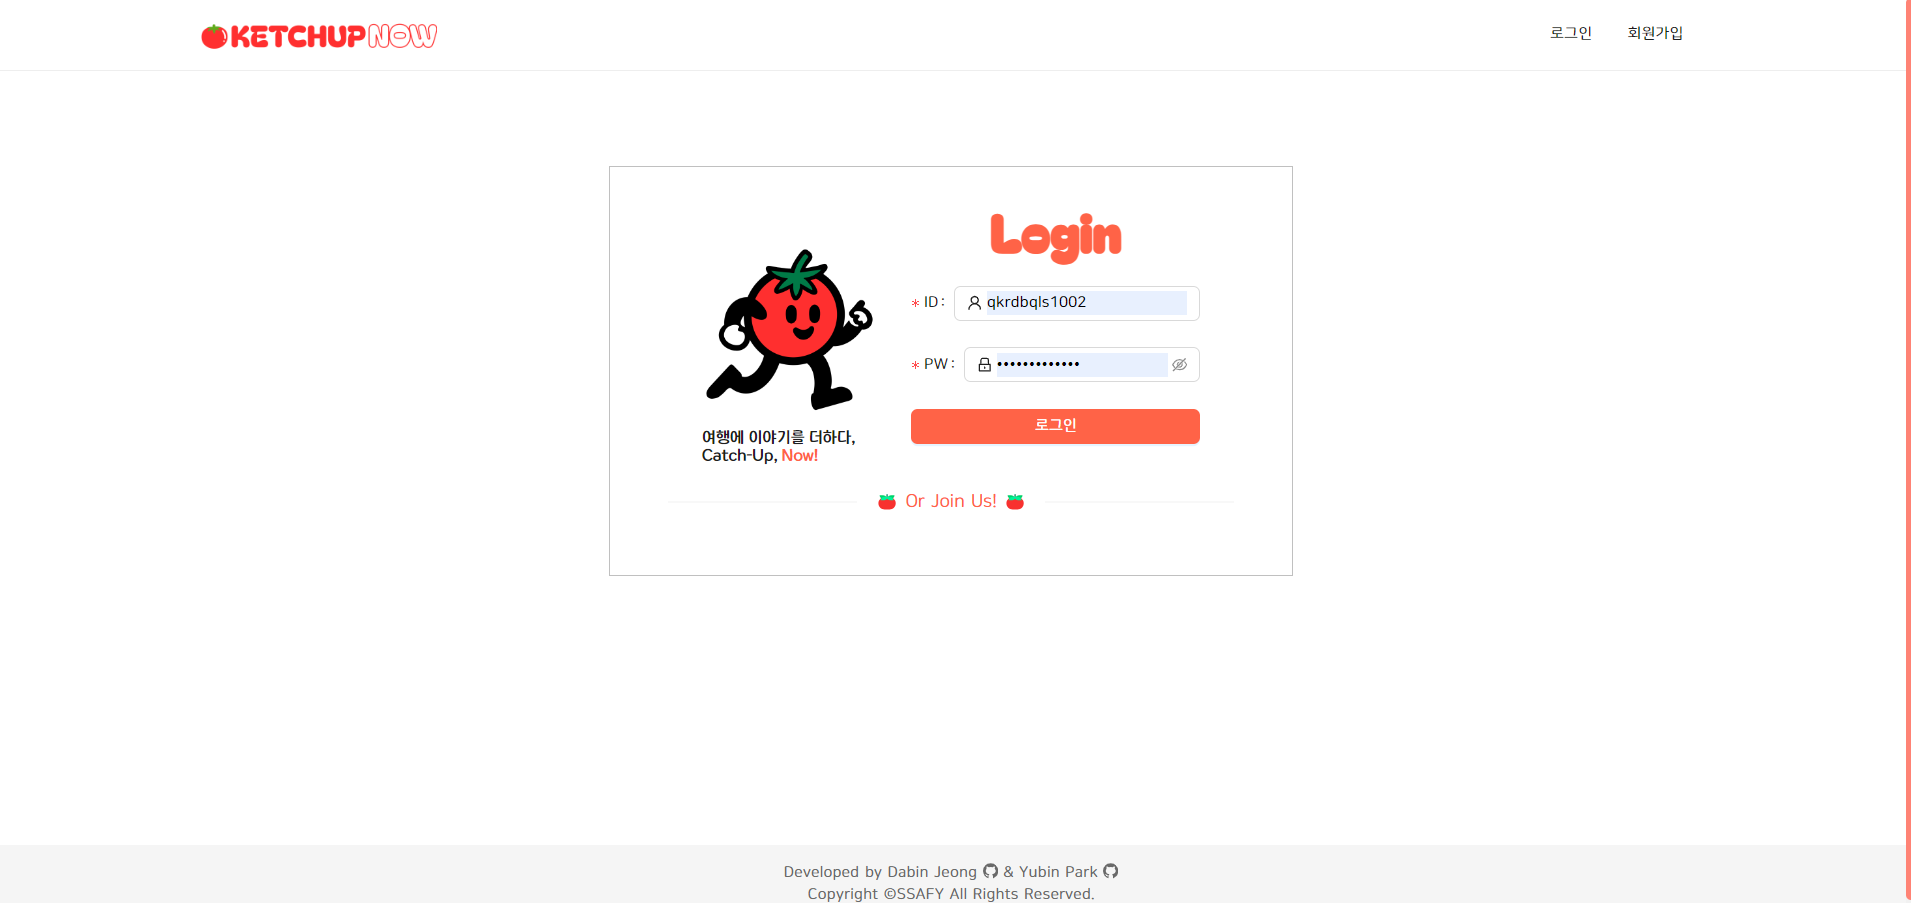 KETCHUPNOW
로그인 회원가입
Login
* ID : qkrdbqls1002
* PW : •••••••••••••
로그인
여행에 이야기를 더하다,
Catch-Up, Now!
Or Join Us!
Developed by Dabin Jeong & Yubin Park
Copyright ©SSAFY All Rights Reserved.